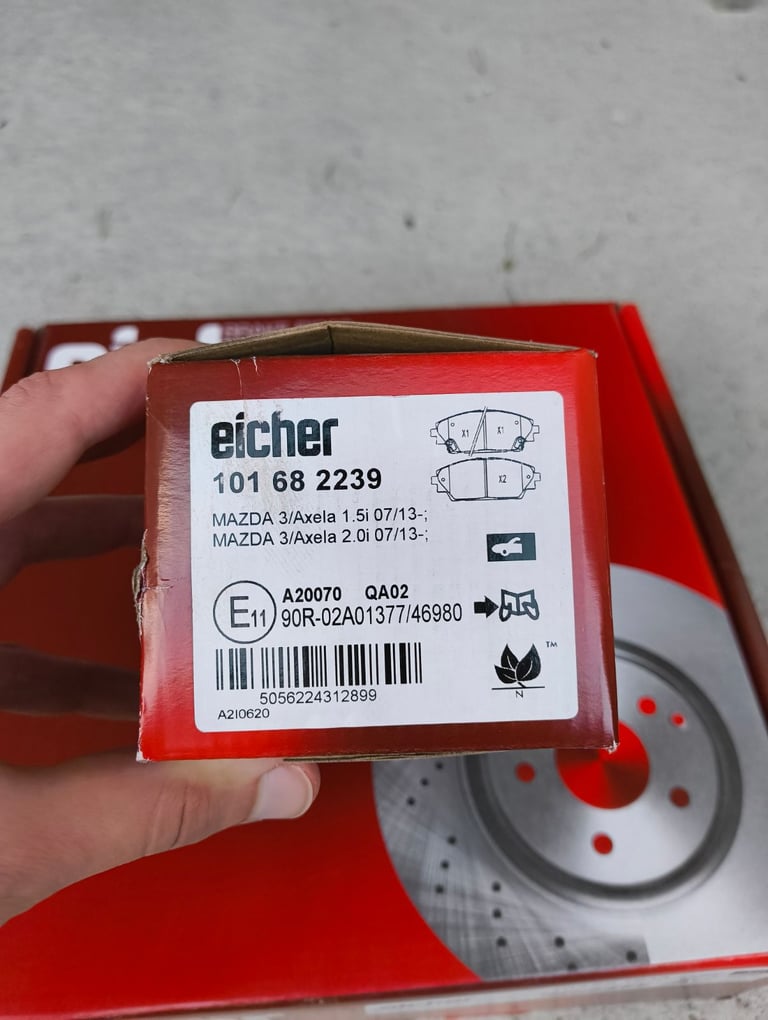 eicher
101 68 2239
X1 X1
X2
MAZDA 3/Axela 1.5i 07/13-;
MAZDA 3/Axela 2.0i 07/13-;
E11
A20070 QA02
90R-02A01377/46980
TM
N
5056224312899
A2I0620